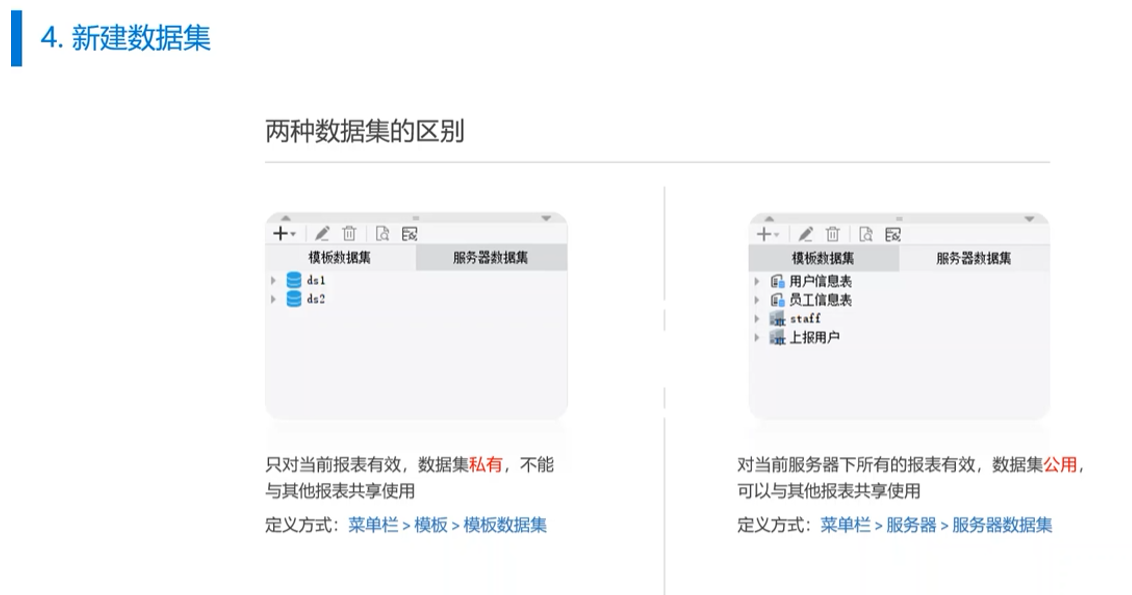 4. 新建数据集
两种数据集的区别
模板数据集 服务器数据集
ds1
ds2
只对当前报表有效，数据集私有，不能
与其他报表共享使用
定义方式：菜单栏 > 模板 > 模板数据集
模板数据集 服务器数据集
用户信息表
员工信息表
staff
上报用户
对当前服务器下所有的报表有效，数据集公用，
可以与其他报表共享使用
定义方式：菜单栏 > 服务器 > 服务器数据集